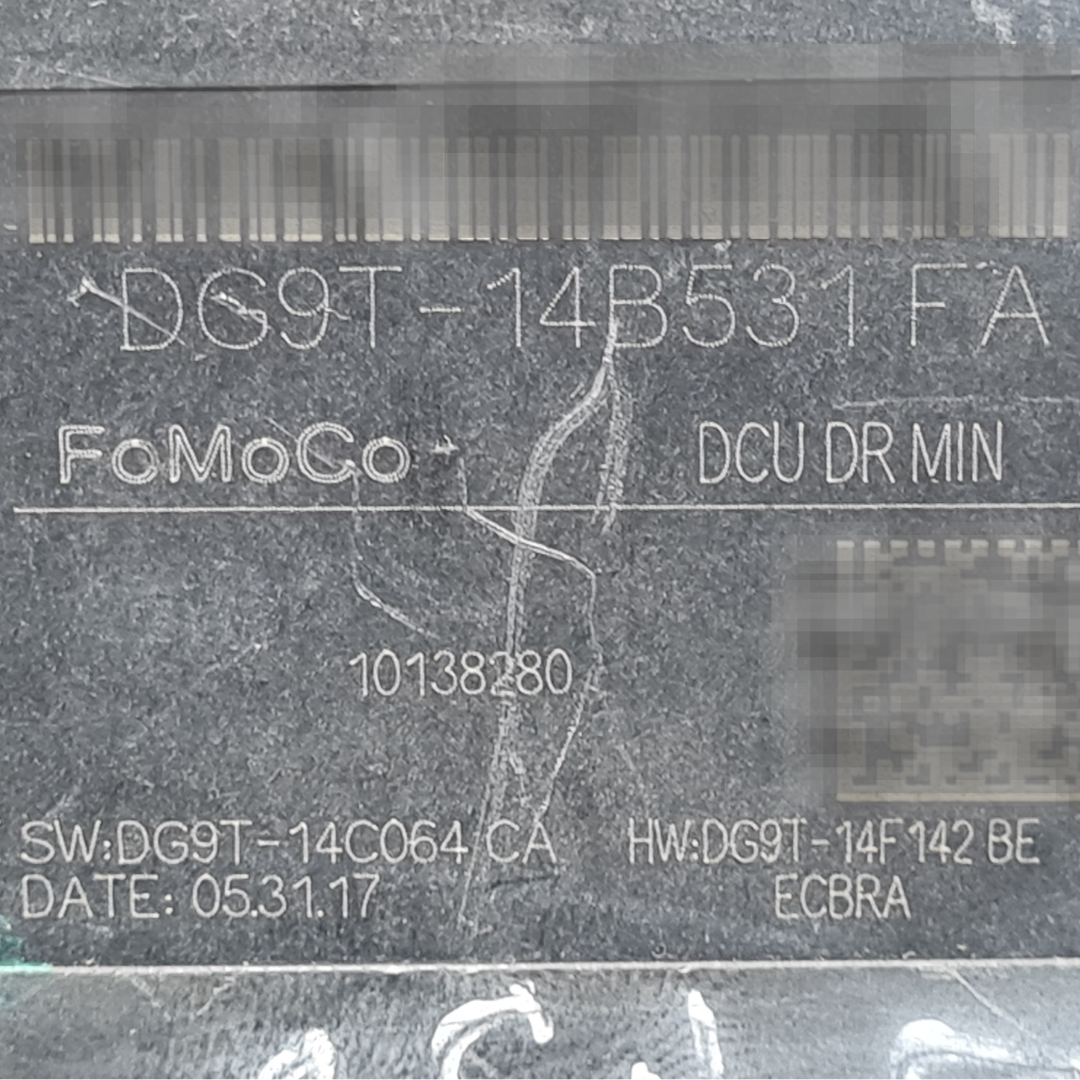 DG9T-14B531 FA
FoMoCo DCU DR MIN
10138280
SW:DG9T-14C064 CA HW:DG9T-14F142 BE
DATE: 05.31.17 ECBRA